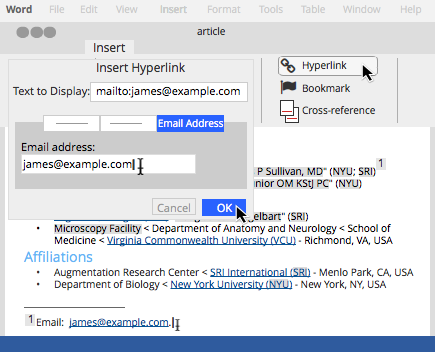 Word File Edit View Insert Format Tools Table Window Help
article
Insert
Insert Hyperlink
Text to Display: mailto:james@example.com
Email Address
Email address:
james@example.com
Cancel OK
Hyperlink
Bookmark
Cross-reference
1
P Sullivan, MD" (NYU; SRI)
nior OM KStJ PC" (NYU)
gelbart" (SRI)
• Microscopy Facility < Department of Anatomy and Neurology < School of
Medicine < Virginia Commonwealth University (VCU) - Richmond, VA, USA
Affiliations
• Augmentation Research Center < SRI International (SRI) - Menlo Park, CA, USA
• Department of Biology < New York University (NYU) - New York, NY, USA
1 Email: james@example.com.